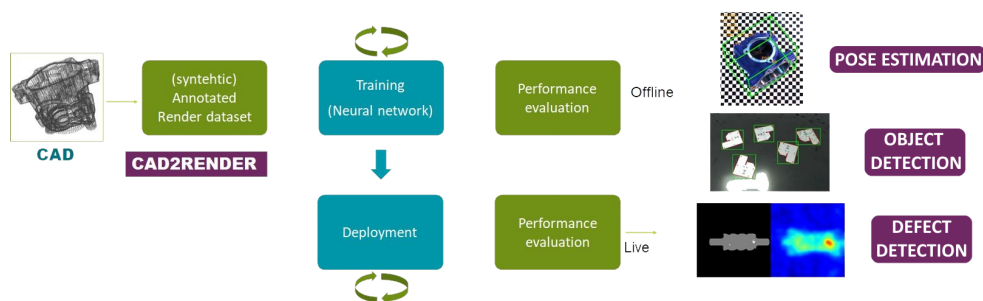 CAD
(syntehtic)
Annotated
Render dataset
CAD2RENDER
Training
(Neural network)
Deployment
Performance
evaluation
Offline
Performance
evaluation
Live
POSE ESTIMATION
OBJECT
DETECTION
DEFECT
DETECTION